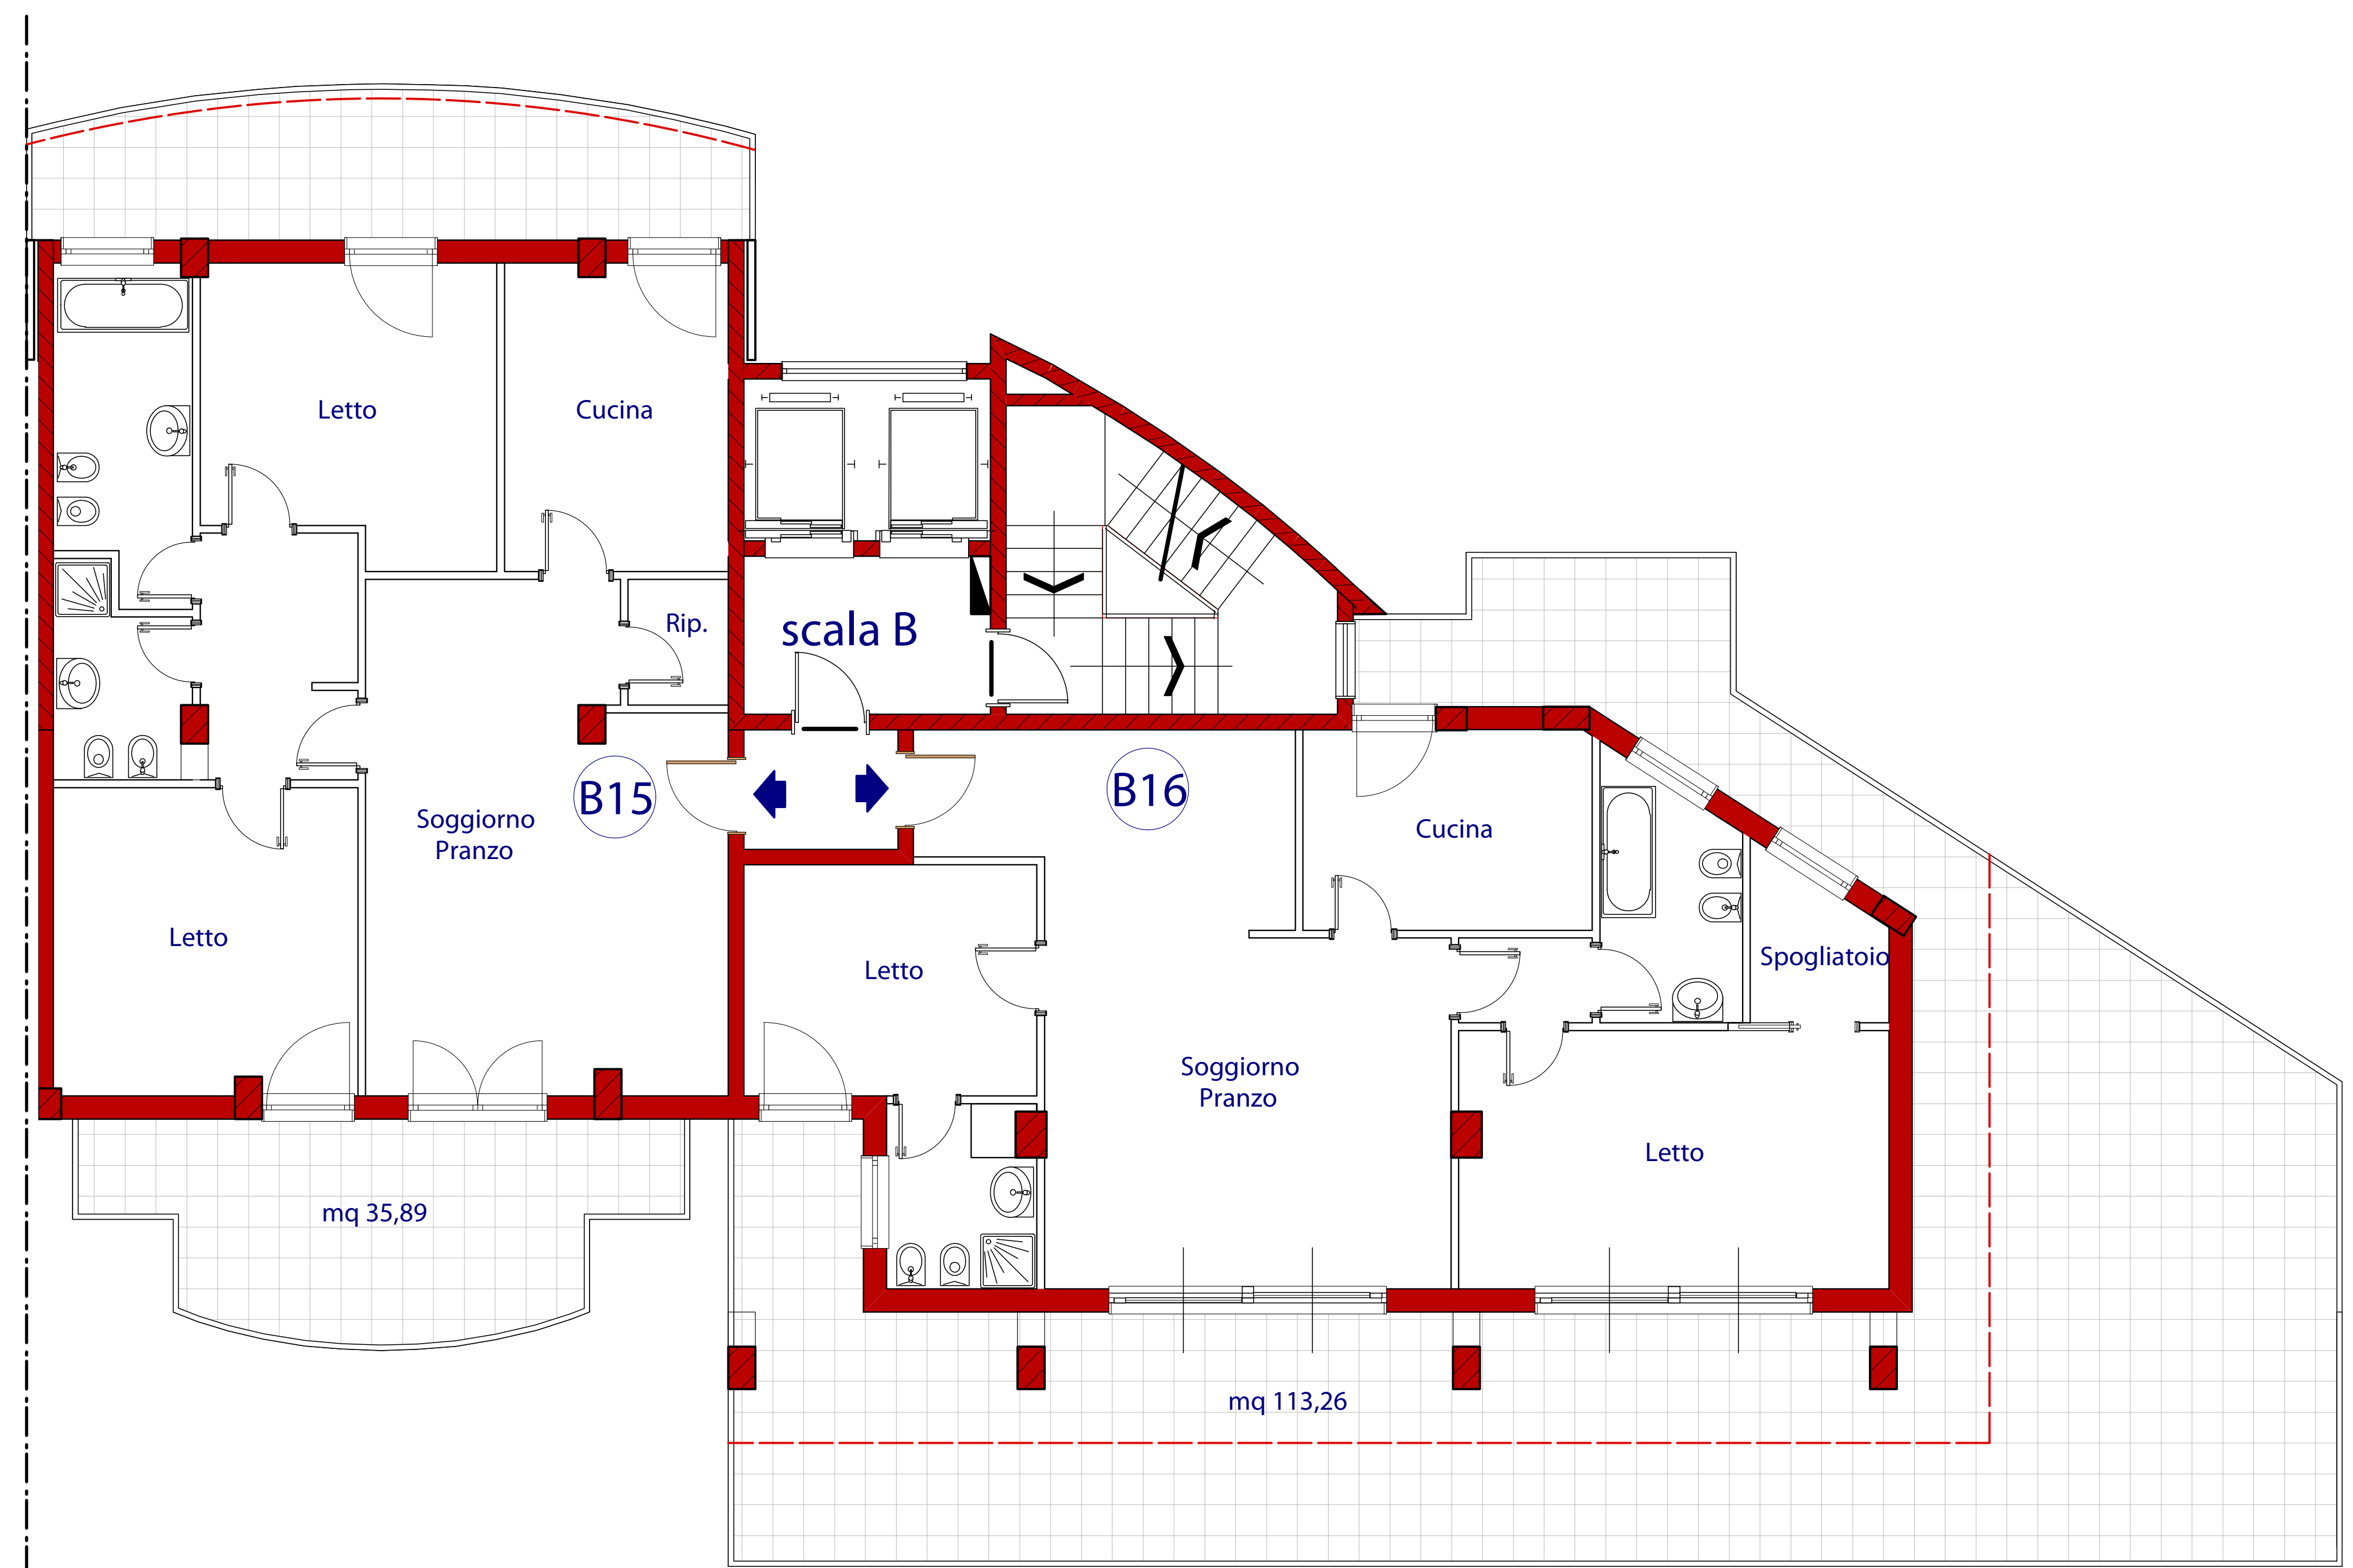 Letto
Cucina
Rip.
scala B
B15
B16
Soggiorno
Pranzo
Cucina
Letto
Letto
Spogliatoio
Soggiorno
Pranzo
Letto
mq 35,89
mq 113,26